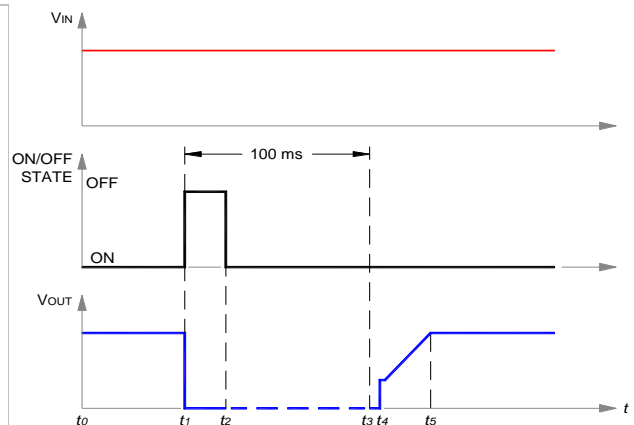 VIN
100 ms
ON/OFF
STATE
OFF
ON
VOUT
t0 t1 t2 t3 t4 t5 t